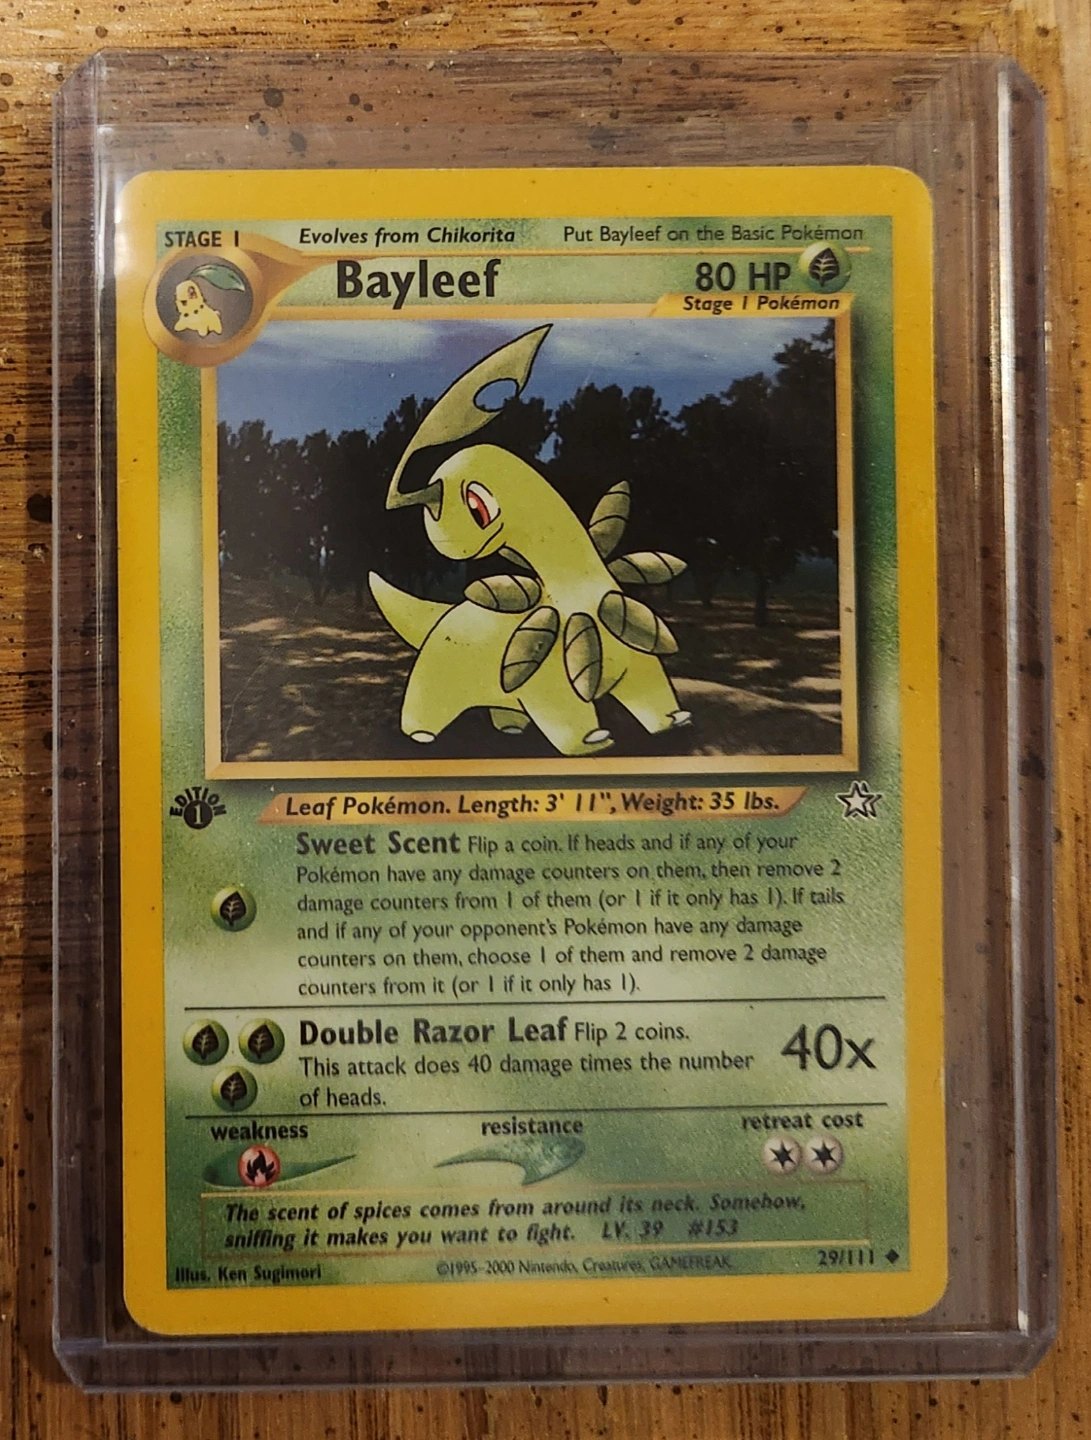 STAGE 1
Evolves from Chikorita
Put Bayleef on the Basic Pokémon
Bayleef
80 HP
Stage 1 Pokémon
EDITION
1
Leaf Pokémon. Length: 3' 11", Weight: 35 lbs.
Sweet Scent Flip a coin. If heads and if any of your
Pokémon have any damage counters on them, then remove 2
damage counters from 1 of them (or 1 if it only has 1). If tails
and if any of your opponent's Pokémon have any damage
counters on them, choose 1 of them and remove 2 damage
counters from it (or 1 if it only has 1).
Double Razor Leaf Flip 2 coins.
This attack does 40 damage times the number
of heads.
40x
weakness
resistance
retreat cost
The scent of spices comes from around its neck. Somehow,
sniffing it makes you want to fight. LV. 39 #153
Illus. Ken Sugimori
©1995-2000 Nintendo, Creatures, GAMEFREAK.
29/111